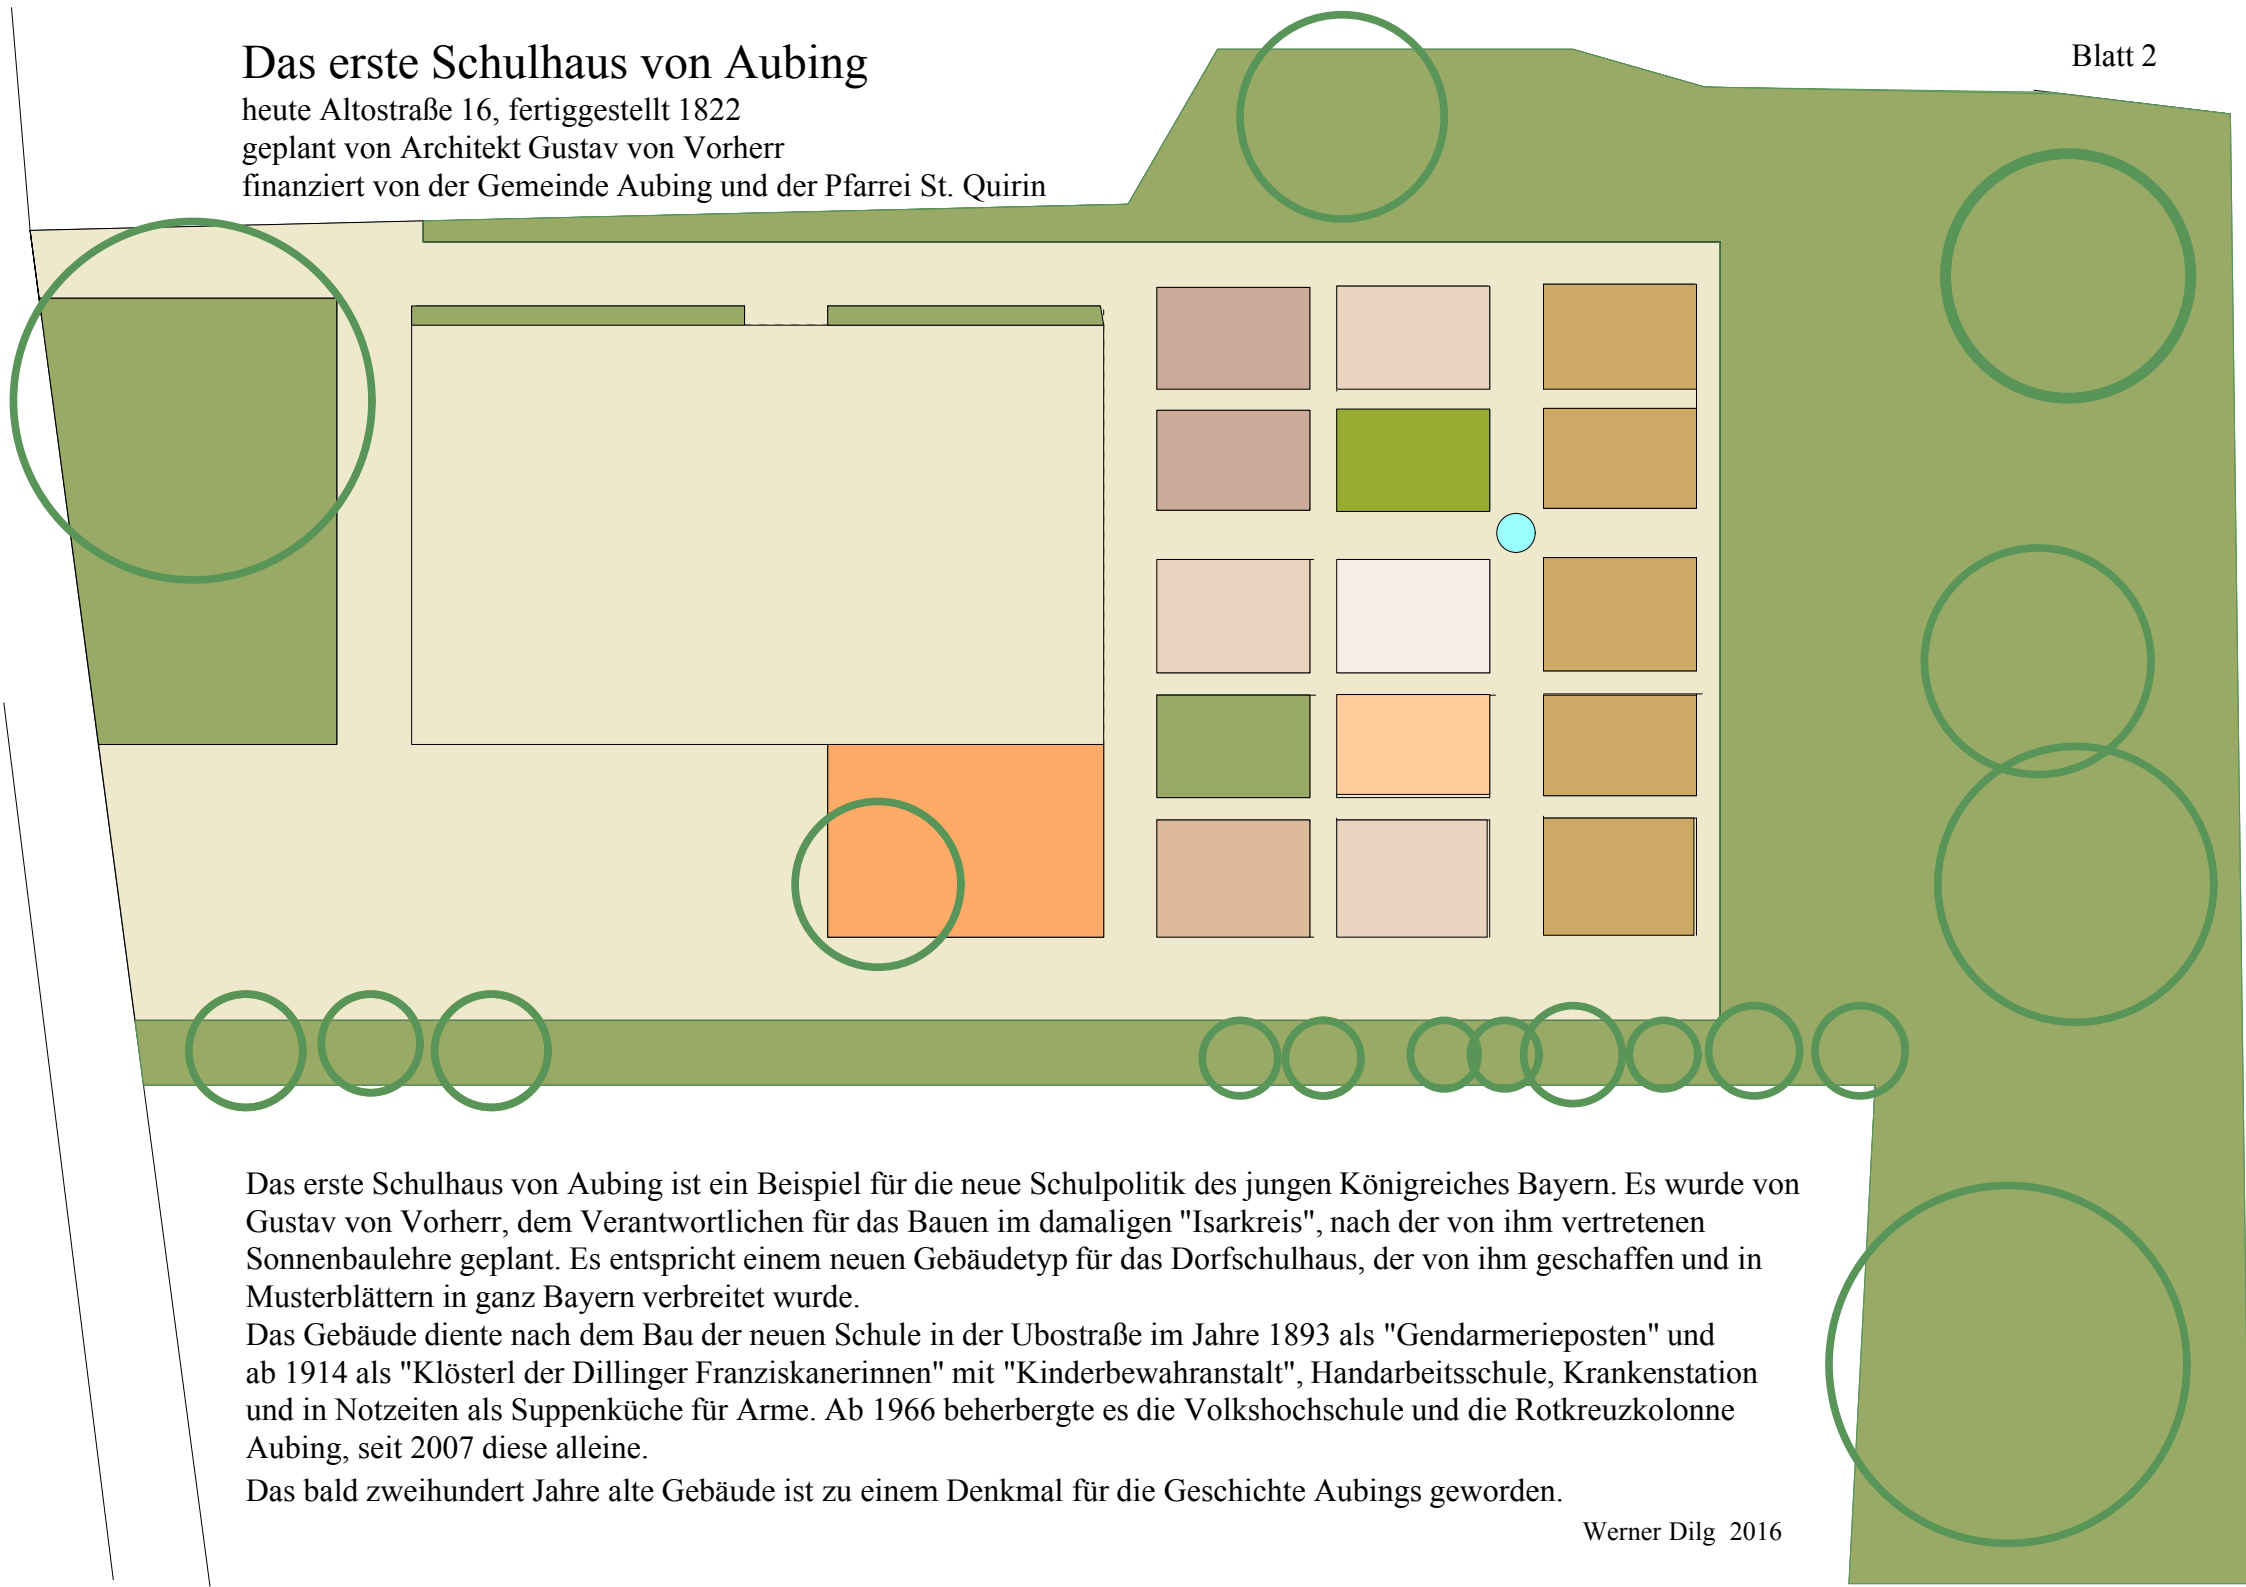 Das erste Schulhaus von Aubing
heute Altostraße 16, fertiggestellt 1822
geplant von Architekt Gustav von Vorherr
finanziert von der Gemeinde Aubing und der Pfarrei St. Quirin
Blatt 2
Das erste Schulhaus von Aubing ist ein Beispiel für die neue Schulpolitik des jungen Königreiches Bayern. Es wurde von
Gustav von Vorherr, dem Verantwortlichen für das Bauen im damaligen "Isarkreis", nach der von ihm vertretenen
Sonnenbaulehre geplant. Es entspricht einem neuen Gebäudetyp für das Dorfschulhaus, der von ihm geschaffen und in
Musterblättern in ganz Bayern verbreitet wurde.
Das Gebäude diente nach dem Bau der neuen Schule in der Ubostraße im Jahre 1893 als "Gendarmerieposten" und
ab 1914 als "Klösterl der Dillinger Franziskanerinnen" mit "Kinderbewahranstalt", Handarbeitsschule, Krankenstation
und in Notzeiten als Suppenküche für Arme. Ab 1966 beherbergte es die Volkshochschule und die Rotkreuzkolonne
Aubing, seit 2007 diese alleine.
Das bald zweihundert Jahre alte Gebäude ist zu einem Denkmal für die Geschichte Aubings geworden.
Werner Dilg 2016